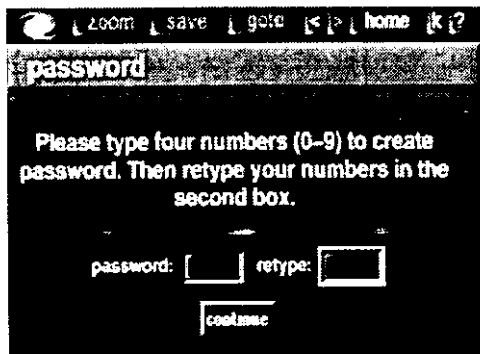 zoom save goto |< > home k ?
password
Please type four numbers (0–9) to create
password. Then retype your numbers in the
second box.
password: retype:
continue